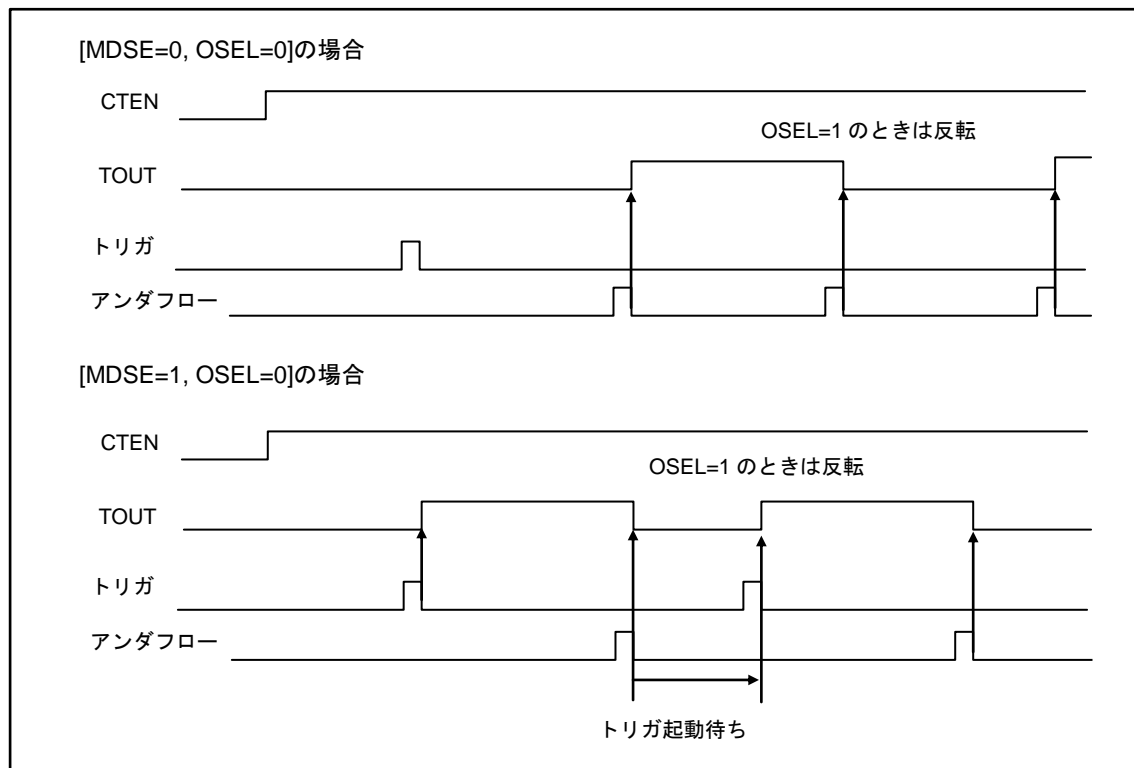 [MDSE=0, OSEL=0]の場合
CTEN
OSEL=1 のときは反転
TOUT
トリガ
アンダフロー
[MDSE=1, OSEL=0]の場合
CTEN
OSEL=1 のときは反転
TOUT
トリガ
アンダフロー
トリガ起動待ち